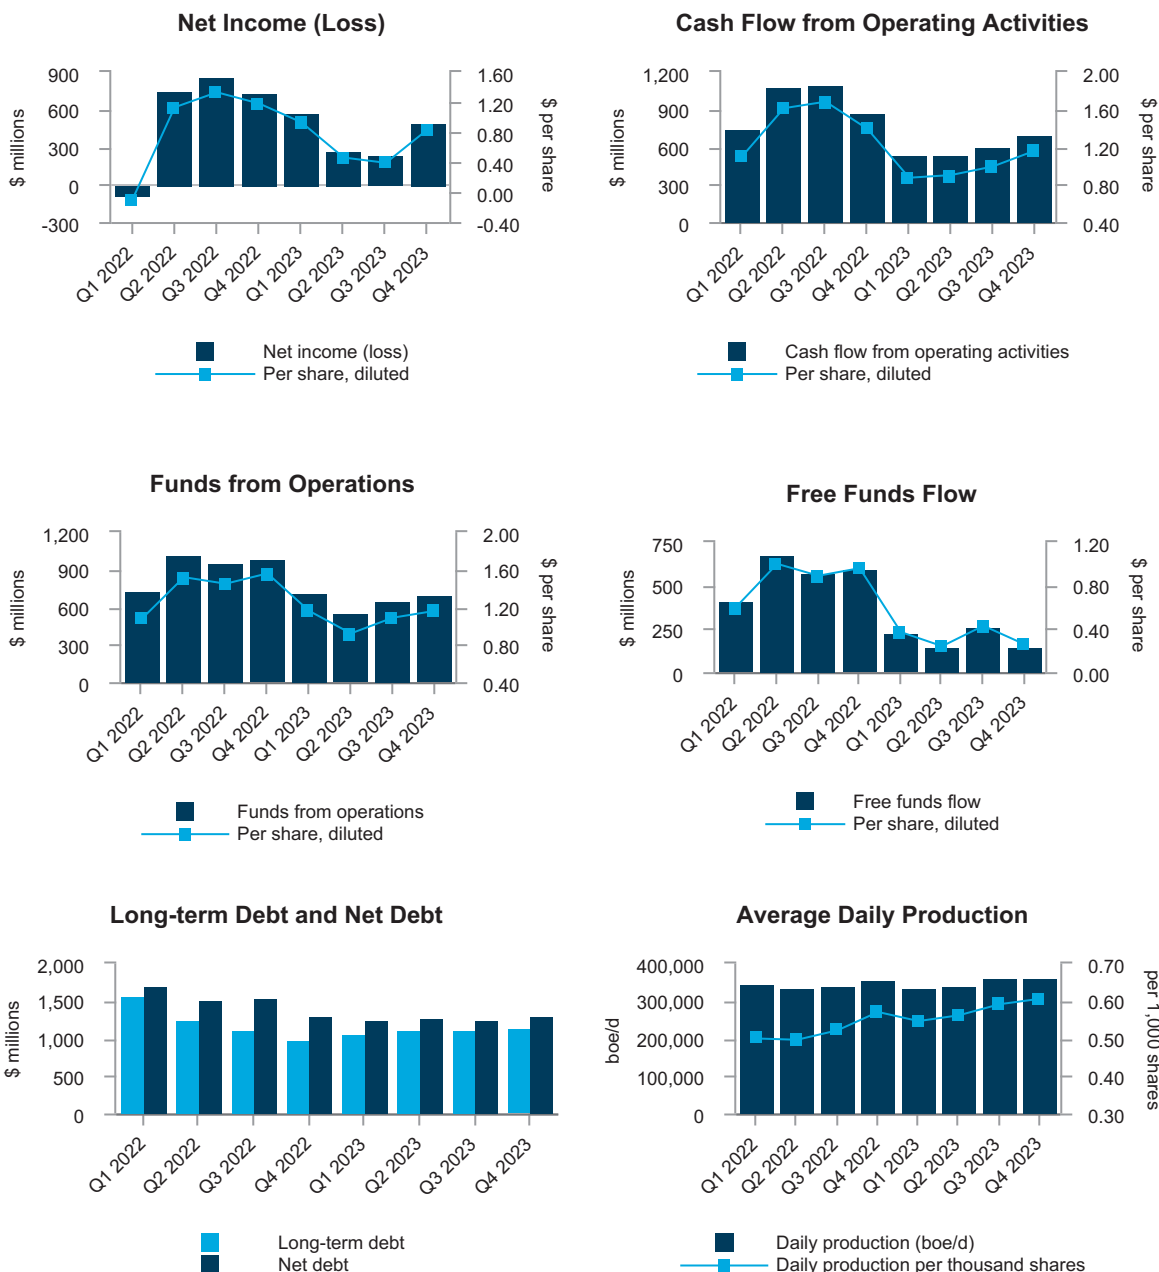 Net Income (Loss)
$ millions
900
600
300
0
-300
1.60
1.20
0.80
0.40
0.00
-0.40
$ per share
Q1 2022
Q2 2022
Q3 2022
Q4 2022
Q1 2023
Q2 2023
Q3 2023
Q4 2023
Net income (loss)
Per share, diluted
Cash Flow from Operating Activities
$ millions
1,200
900
600
300
0
2.00
1.60
1.20
0.80
0.40
$ per share
Q1 2022
Q2 2022
Q3 2022
Q4 2022
Q1 2023
Q2 2023
Q3 2023
Q4 2023
Cash flow from operating activities
Per share, diluted
Funds from Operations
$ millions
1,200
900
600
300
0
2.00
1.60
1.20
0.80
0.40
$ per share
Q1 2022
Q2 2022
Q3 2022
Q4 2022
Q1 2023
Q2 2023
Q3 2023
Q4 2023
Funds from operations
Per share, diluted
Free Funds Flow
$ millions
750
500
250
0
1.20
0.80
0.40
0.00
$ per share
Q1 2022
Q2 2022
Q3 2022
Q4 2022
Q1 2023
Q2 2023
Q3 2023
Q4 2023
Free funds flow
Per share, diluted
Long-term Debt and Net Debt
$ millions
2,000
1,500
1,000
500
0
Q1 2022
Q2 2022
Q3 2022
Q4 2022
Q1 2023
Q2 2023
Q3 2023
Q4 2023
Long-term debt
Net debt
Average Daily Production
boe/d
400,000
300,000
200,000
100,000
0
0.70
0.60
0.50
0.40
0.30
per 1,000 shares
Q1 2022
Q2 2022
Q3 2022
Q4 2022
Q1 2023
Q2 2023
Q3 2023
Q4 2023
Daily production (boe/d)
Daily production per thousand shares